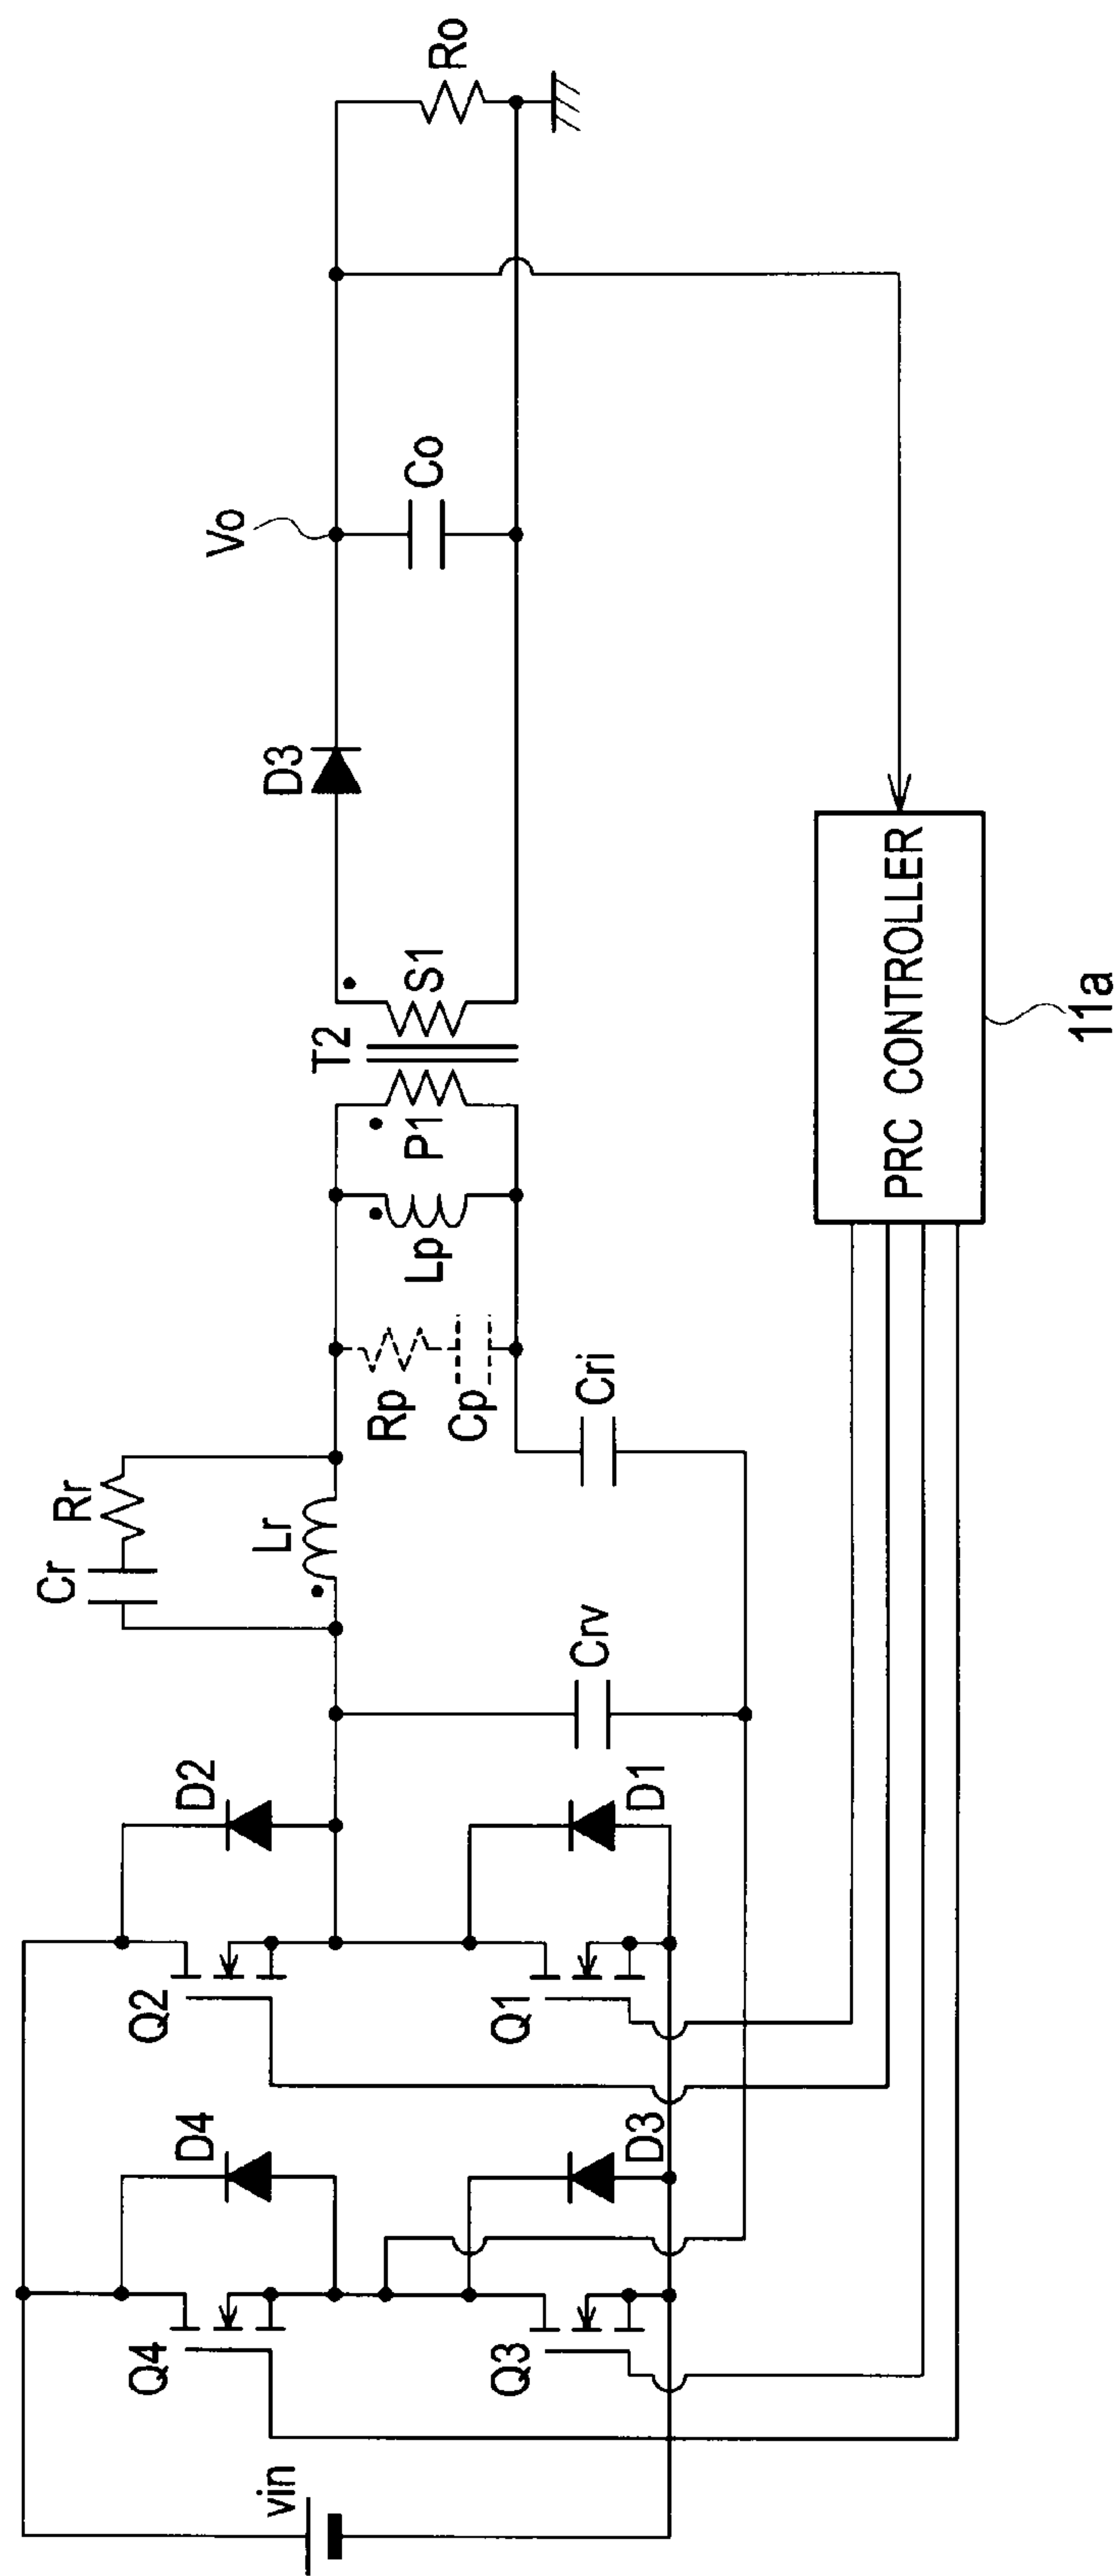 vin
Q4
D4
Q3
D3
Q2
D2
Q1
D1
Crv
Cr
Rr
Lr
Cri
Rp
Cp
Lp
P1
T2
S1
D3
Vo
Co
Ro
PRC CONTROLLER
11a